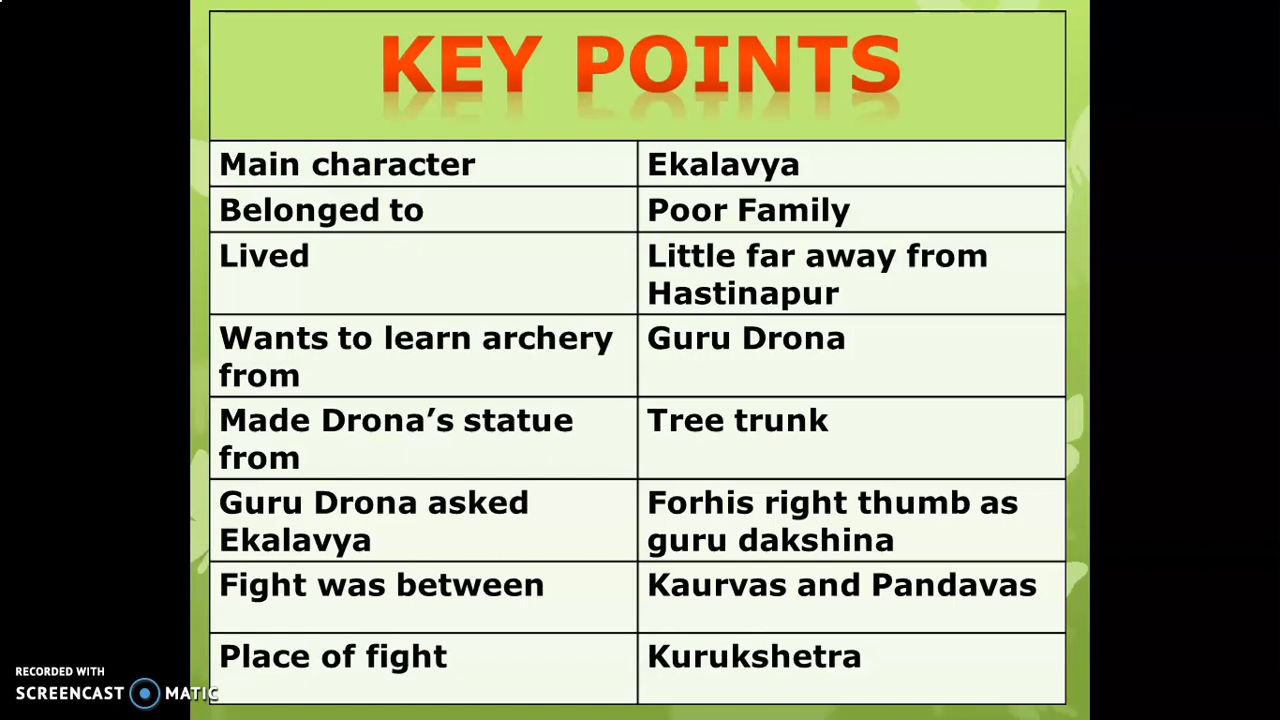 KEY POINTS
Main character
Ekalavya
Belonged to
Poor Family
Lived
Little far away from
Hastinapur
Wants to learn archery
from
Guru Drona
Made Drona’s statue
from
Tree trunk
Guru Drona asked
Ekalavya
Forhis right thumb as
guru dakshina
Fight was between
Kaurvas and Pandavas
Place of fight
Kurukshetra
RECORDED WITH
SCREENCAST MATIC